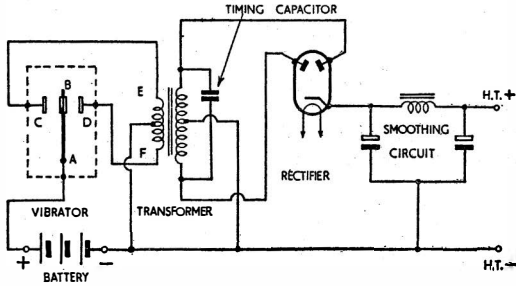 TIMING CAPACITOR
E
B
C
D
H.T.+
SMOOTHING
CIRCUIT
F
A
RECTIFIER
VIBRATOR
TRANSFORMER
+
−
BATTERY
H.T.−